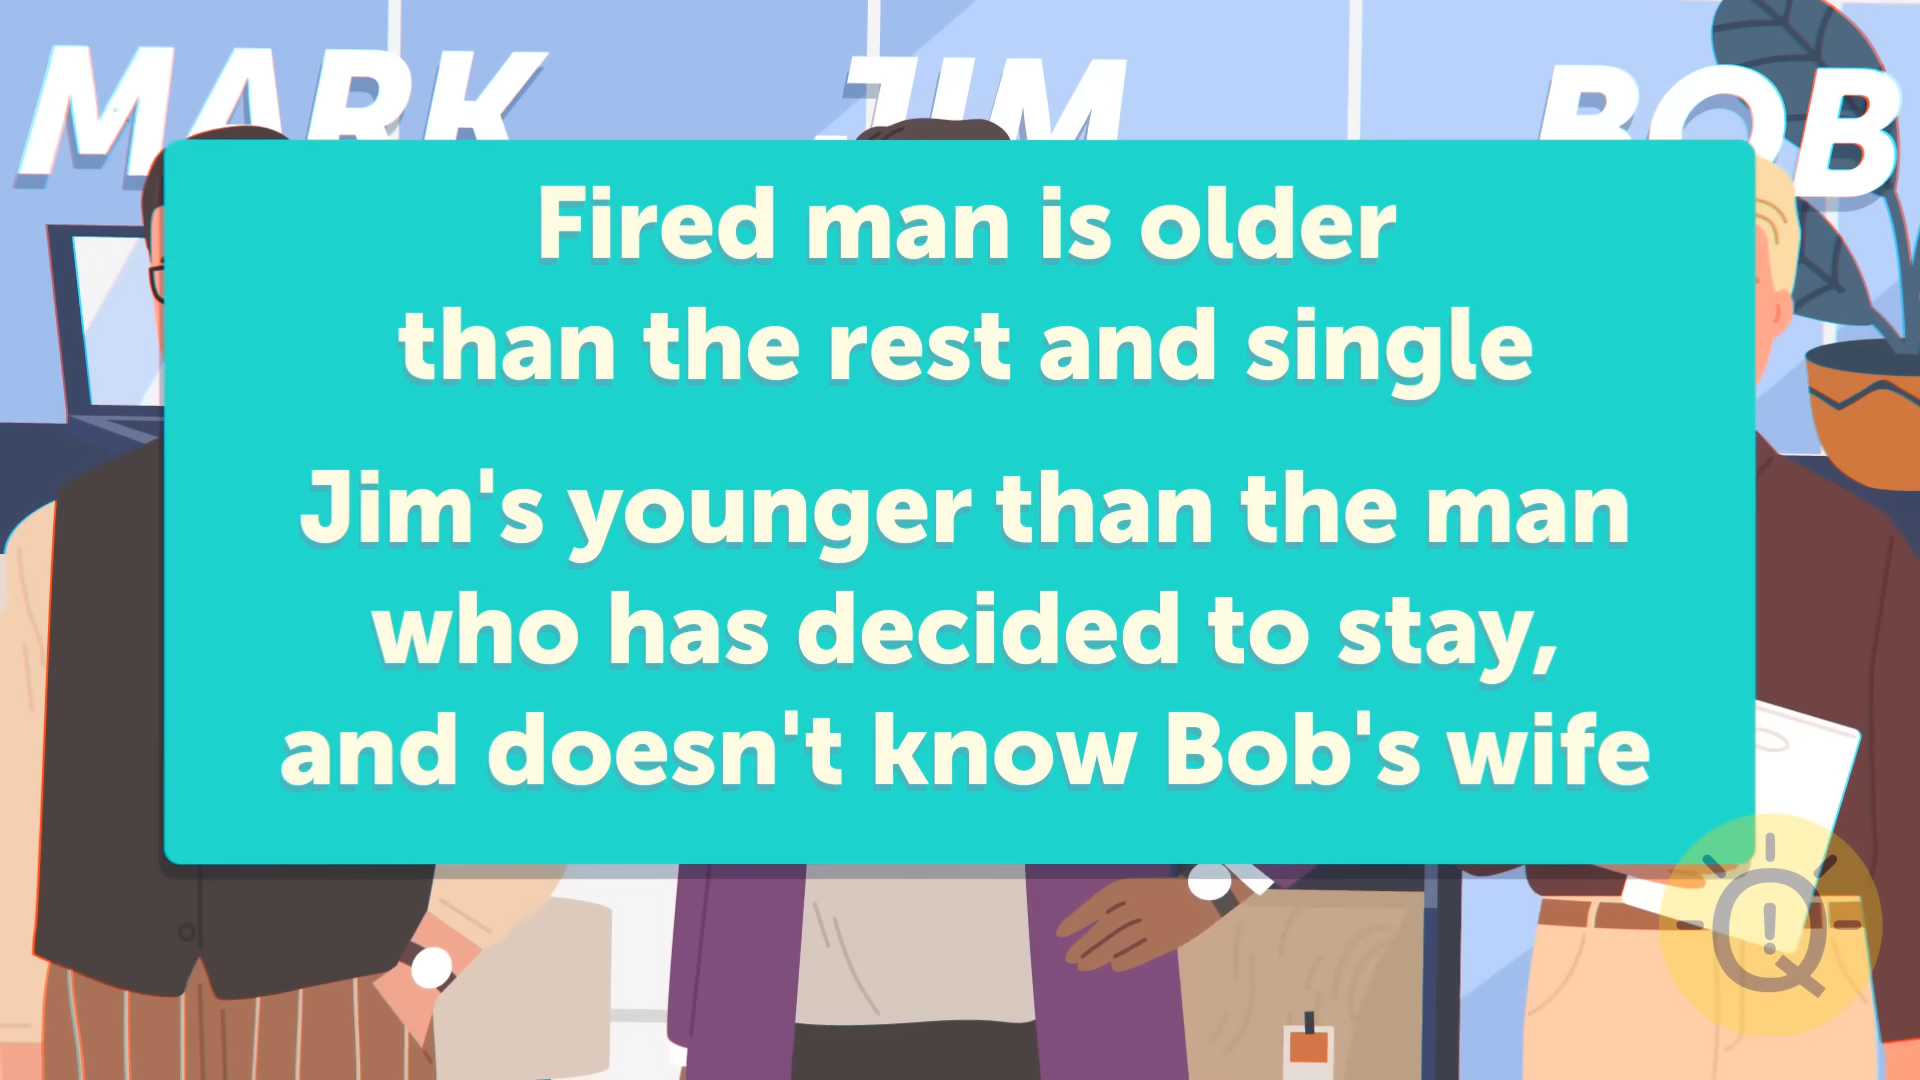 MARK JIM BOB
Fired man is older
than the rest and single
Jim's younger than the man
who has decided to stay,
and doesn't know Bob's wife
Q!